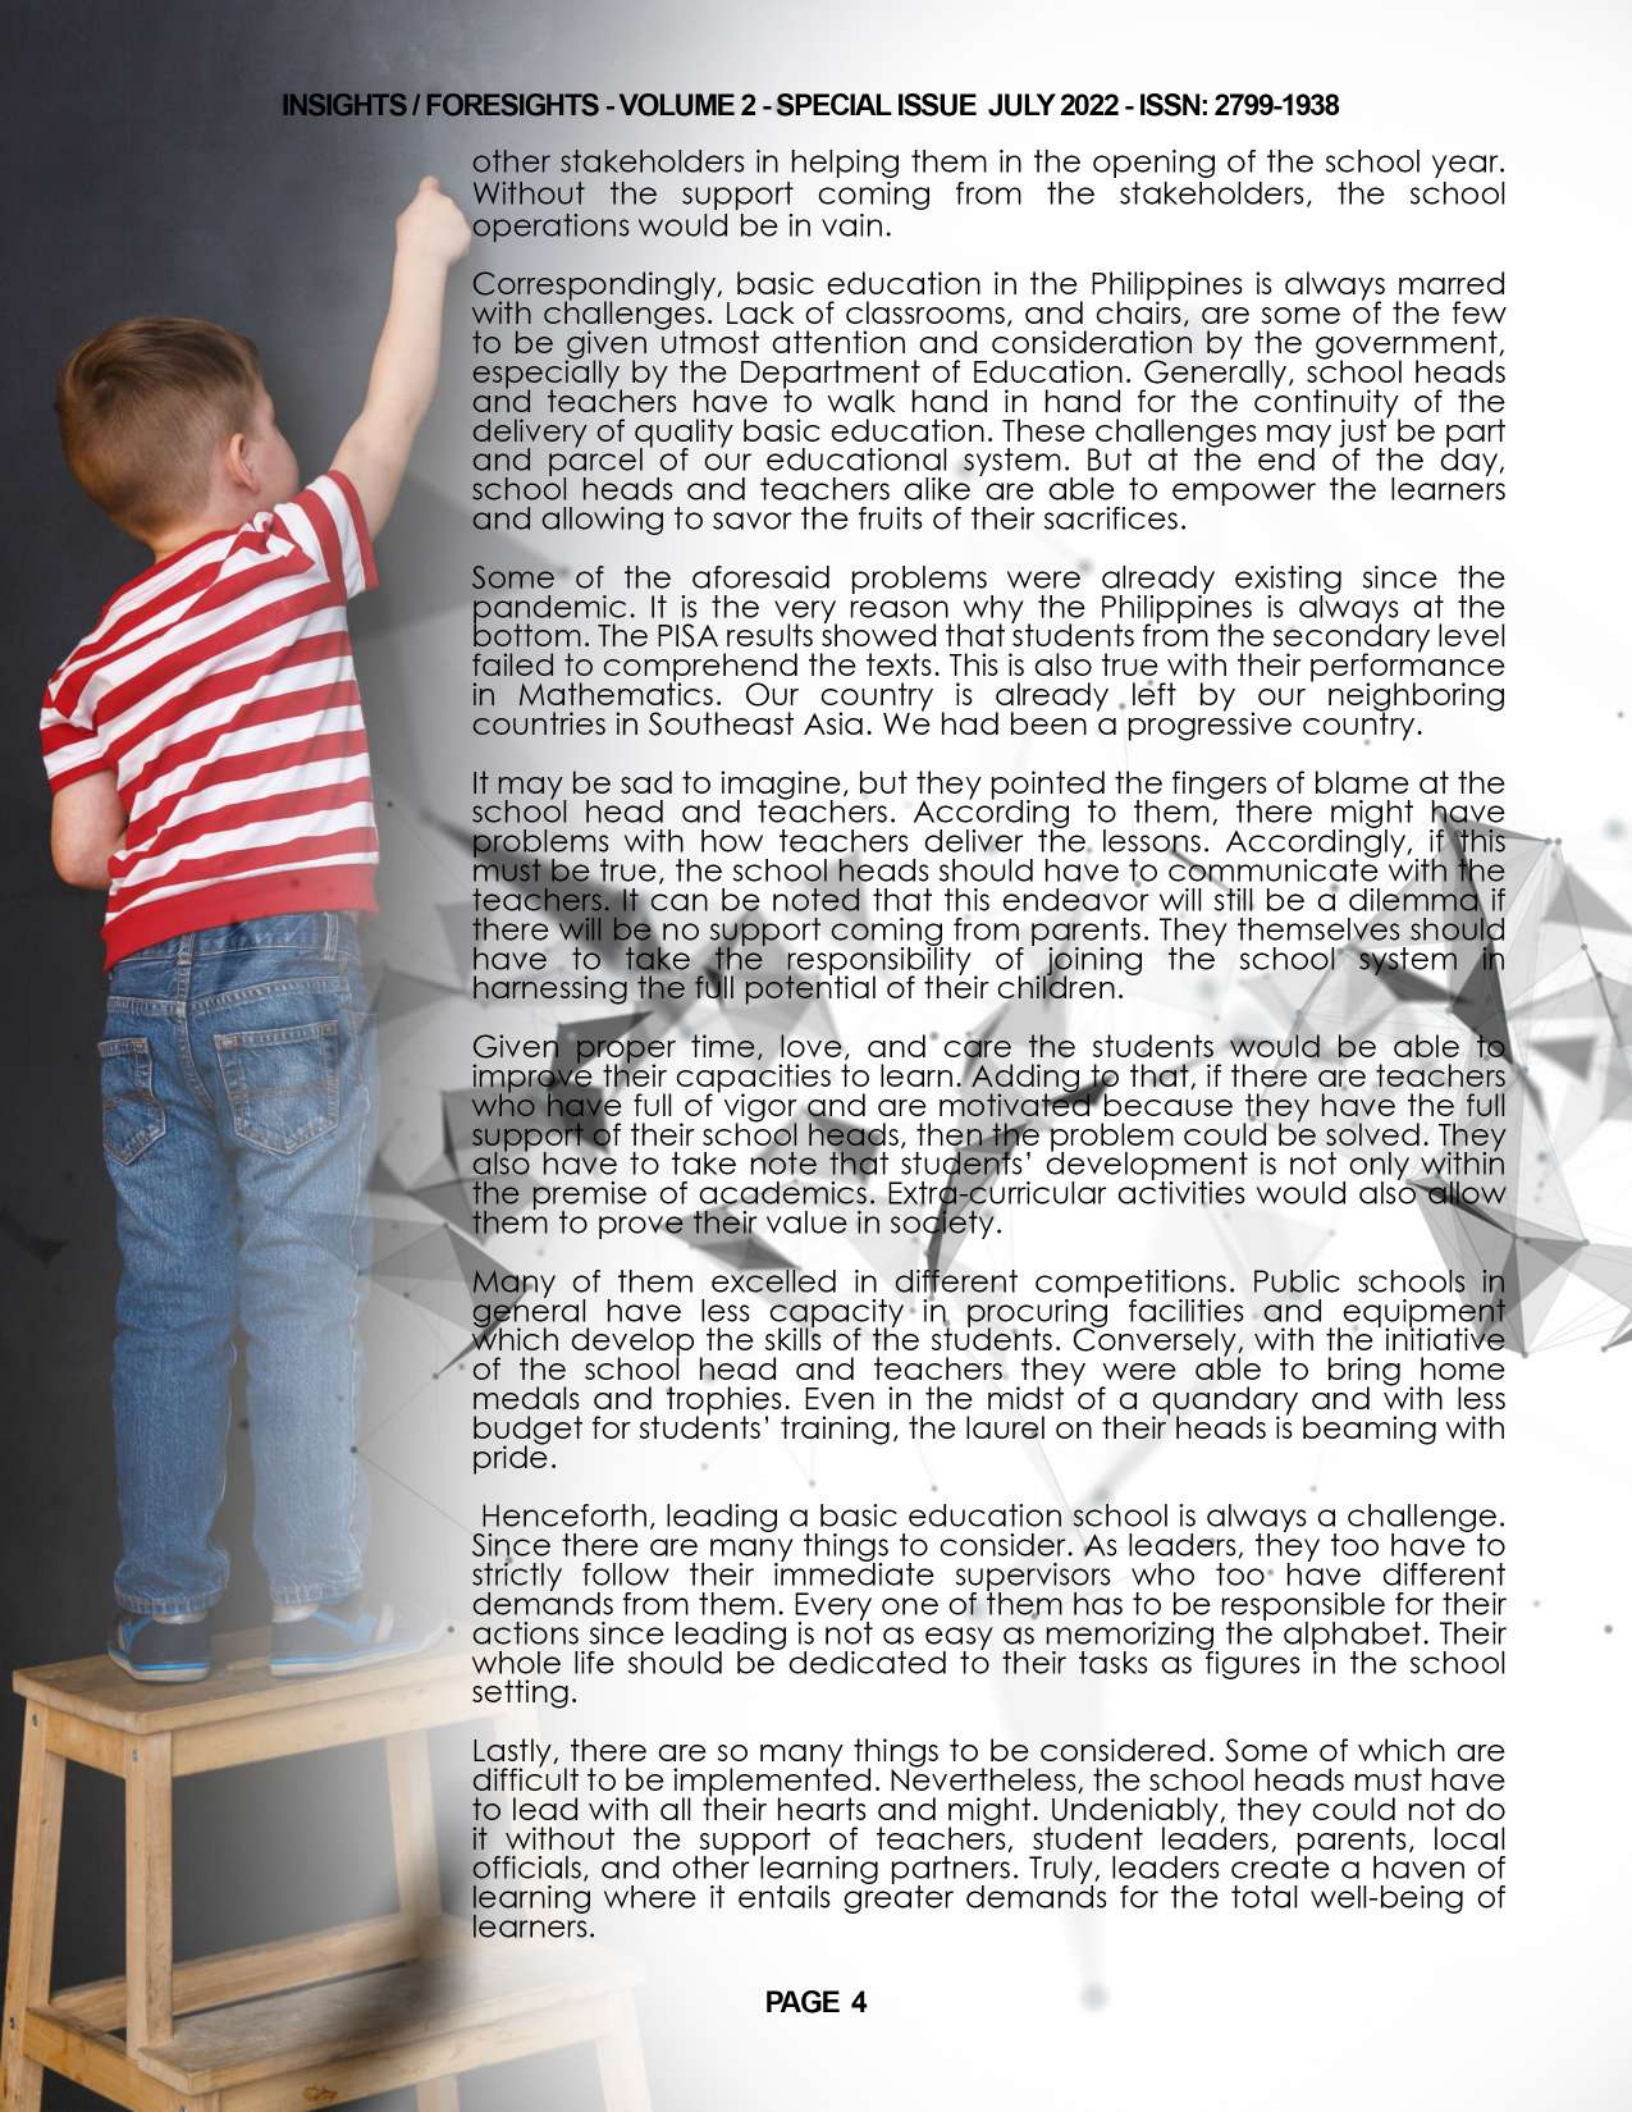 INSIGHTS / FORESIGHTS - VOLUME 2 - SPECIAL ISSUE JULY 2022 - ISSN: 2799-1938
other stakeholders in helping them in the opening of the school year.
Without the support coming from the stakeholders, the school
operations would be in vain.
Correspondingly, basic education in the Philippines is always marred
with challenges. Lack of classrooms, and chairs, are some of the few
to be given utmost attention and consideration by the government,
especially by the Department of Education. Generally, school heads
and teachers have to walk hand in hand for the continuity of the
delivery of quality basic education. These challenges may just be part
and parcel of our educational system. But at the end of the day,
school heads and teachers alike are able to empower the learners
and allowing to savor the fruits of their sacrifices.
Some of the aforesaid problems were already existing since the
pandemic. It is the very reason why the Philippines is always at the
bottom. The PISA results showed that students from the secondary level
failed to comprehend the texts. This is also true with their performance
in Mathematics. Our country is already left by our neighboring
countries in Southeast Asia. We had been a progressive country.
It may be sad to imagine, but they pointed the fingers of blame at the
school head and teachers. According to them, there might have
problems with how teachers deliver the lessons. Accordingly, if this
must be true, the school heads should have to communicate with the
teachers. It can be noted that this endeavor will still be a dilemma if
there will be no support coming from parents. They themselves should
have to take the responsibility of joining the school system in
harnessing the full potential of their children.
Given proper time, love, and care the students would be able to
improve their capacities to learn. Adding to that, if there are teachers
who have full of vigor and are motivated because they have the full
support of their school heads, then the problem could be solved. They
also have to take note that students' development is not only within
the premise of academics. Extra-curricular activities would also allow
them to prove their value in society.
Many of them excelled in different competitions. Public schools in
general have less capacity in procuring facilities and equipment
which develop the skills of the students. Conversely, with the initiative
of the school head and teachers they were able to bring home
medals and trophies. Even in the midst of a quandary and with less
budget for students' training, the laurel on their heads is beaming with
pride.
Henceforth, leading a basic education school is always a challenge.
Since there are many things to consider. As leaders, they too have to
strictly follow their immediate supervisors who too have different
demands from them. Every one of them has to be responsible for their
actions since leading is not as easy as memorizing the alphabet. Their
whole life should be dedicated to their tasks as figures in the school
setting.
Lastly, there are so many things to be considered. Some of which are
difficult to be implemented. Nevertheless, the school heads must have
to lead with all their hearts and might. Undeniably, they could not do
it without the support of teachers, student leaders, parents, local
officials, and other learning partners. Truly, leaders create a haven of
learning where it entails greater demands for the total well-being of
learners.
PAGE 4